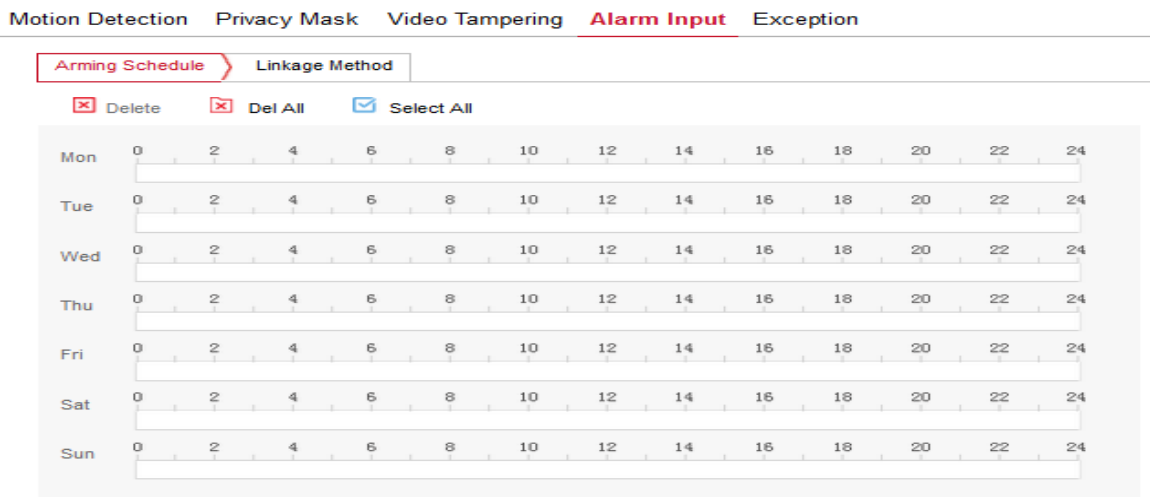 Motion Detection Privacy Mask Video Tampering Alarm Input Exception
Arming Schedule Linkage Method
Delete Del All Select All
Mon 0 2 4 6 8 10 12 14 16 18 20 22 24
Tue 0 2 4 6 8 10 12 14 16 18 20 22 24
Wed 0 2 4 6 8 10 12 14 16 18 20 22 24
Thu 0 2 4 6 8 10 12 14 16 18 20 22 24
Fri 0 2 4 6 8 10 12 14 16 18 20 22 24
Sat 0 2 4 6 8 10 12 14 16 18 20 22 24
Sun 0 2 4 6 8 10 12 14 16 18 20 22 24